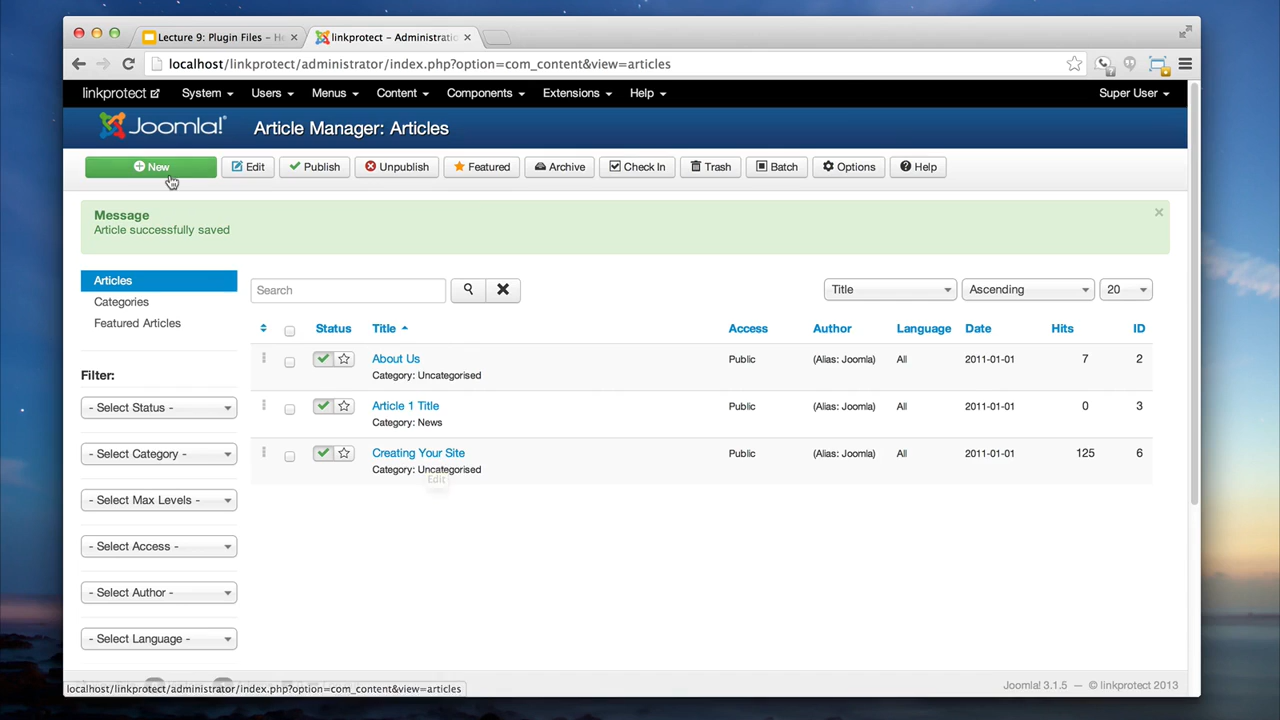 Lecture 9: Plugin Files – He
linkprotect – Administratio
localhost/linkprotect/administrator/index.php?option=com_content&view=articles
linkprotect System Users Menus Content Components Extensions Help Super User
Joomla! Article Manager: Articles
New Edit Publish Unpublish Featured Archive Check In Trash Batch Options Help
Message
Article successfully saved
Articles
Categories
Featured Articles
Filter:
- Select Status -
- Select Category -
- Select Max Levels -
- Select Access -
- Select Author -
- Select Language -
Search Title Ascending 20
Status Title Access Author Language Date Hits ID
About Us Public (Alias: Joomla) All 2011-01-01 7 2
Category: Uncategorised
Article 1 Title Public (Alias: Joomla) All 2011-01-01 0 3
Category: News
Creating Your Site Public (Alias: Joomla) All 2011-01-01 125 6
Category: Uncategorised
Edit
localhost/linkprotect/administrator/index.php?option=com_content&view=articles
Joomla! 3.1.5 — © linkprotect 2013